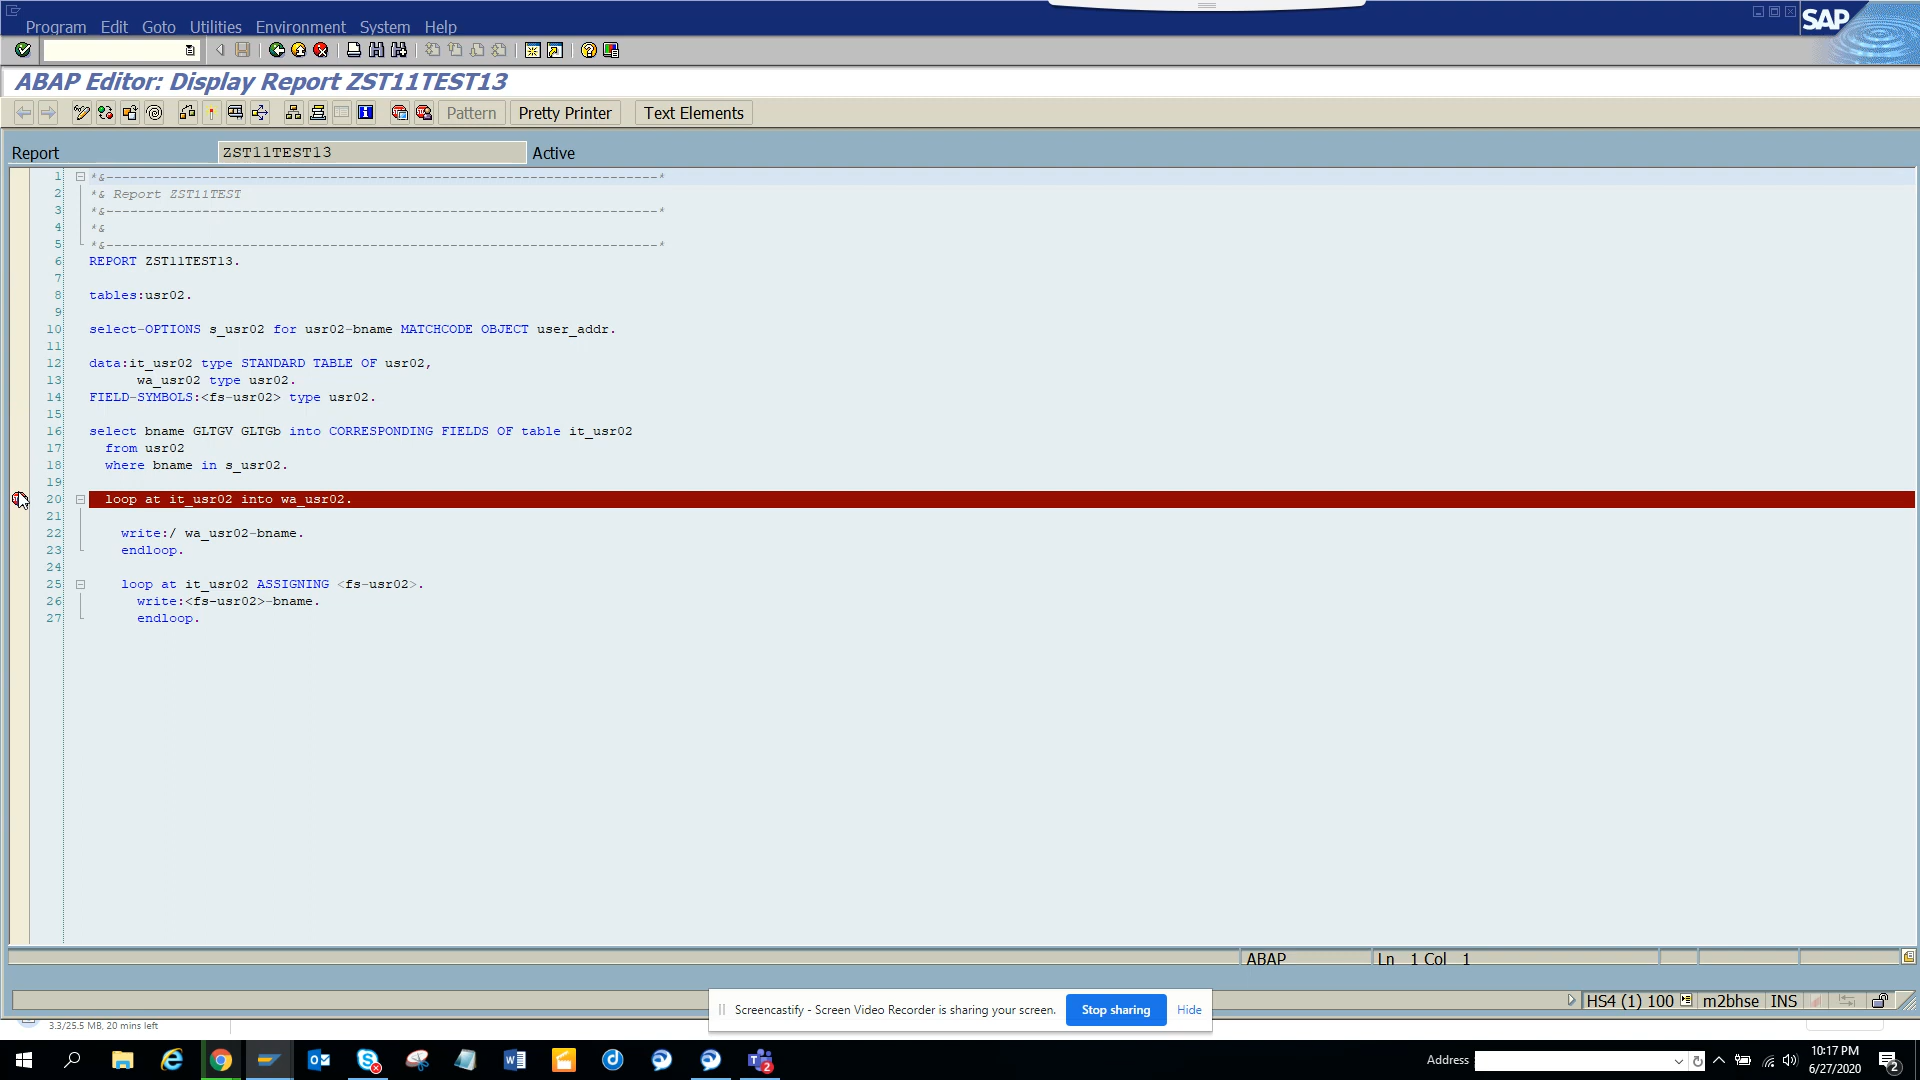 Program Edit Goto Utilities Environment System Help
SAP
ABAP Editor: Display Report ZST11TEST13
Pattern Pretty Printer Text Elements
Report ZST11TEST13 Active
1 *&---------------------------------------------------------------------*
2 *& Report ZST11TEST
3 *&---------------------------------------------------------------------*
4 *&
5 *&---------------------------------------------------------------------*
6 REPORT ZST11TEST13.
7
8 tables:usr02.
9
10 select-OPTIONS s_usr02 for usr02-bname MATCHCODE OBJECT user_addr.
11
12 data:it_usr02 type STANDARD TABLE OF usr02,
13 wa_usr02 type usr02.
14 FIELD-SYMBOLS:<fs-usr02> type usr02.
15
16 select bname GLTGV GLTGb into CORRESPONDING FIELDS OF table it_usr02
17 from usr02
18 where bname in s_usr02.
19
20 loop at it_usr02 into wa_usr02.
21
22 write:/ wa_usr02-bname.
23 endloop.
24
25 loop at it_usr02 ASSIGNING <fs-usr02>.
26 write:<fs-usr02>-bname.
27 endloop.
ABAP Ln 1 Col 1
HS4 (1) 100 m2bhse INS
Screencastify - Screen Video Recorder is sharing your screen. Stop sharing Hide
3.3/25.5 MB, 20 mins left
Address
10:17 PM
6/27/2020
2
2